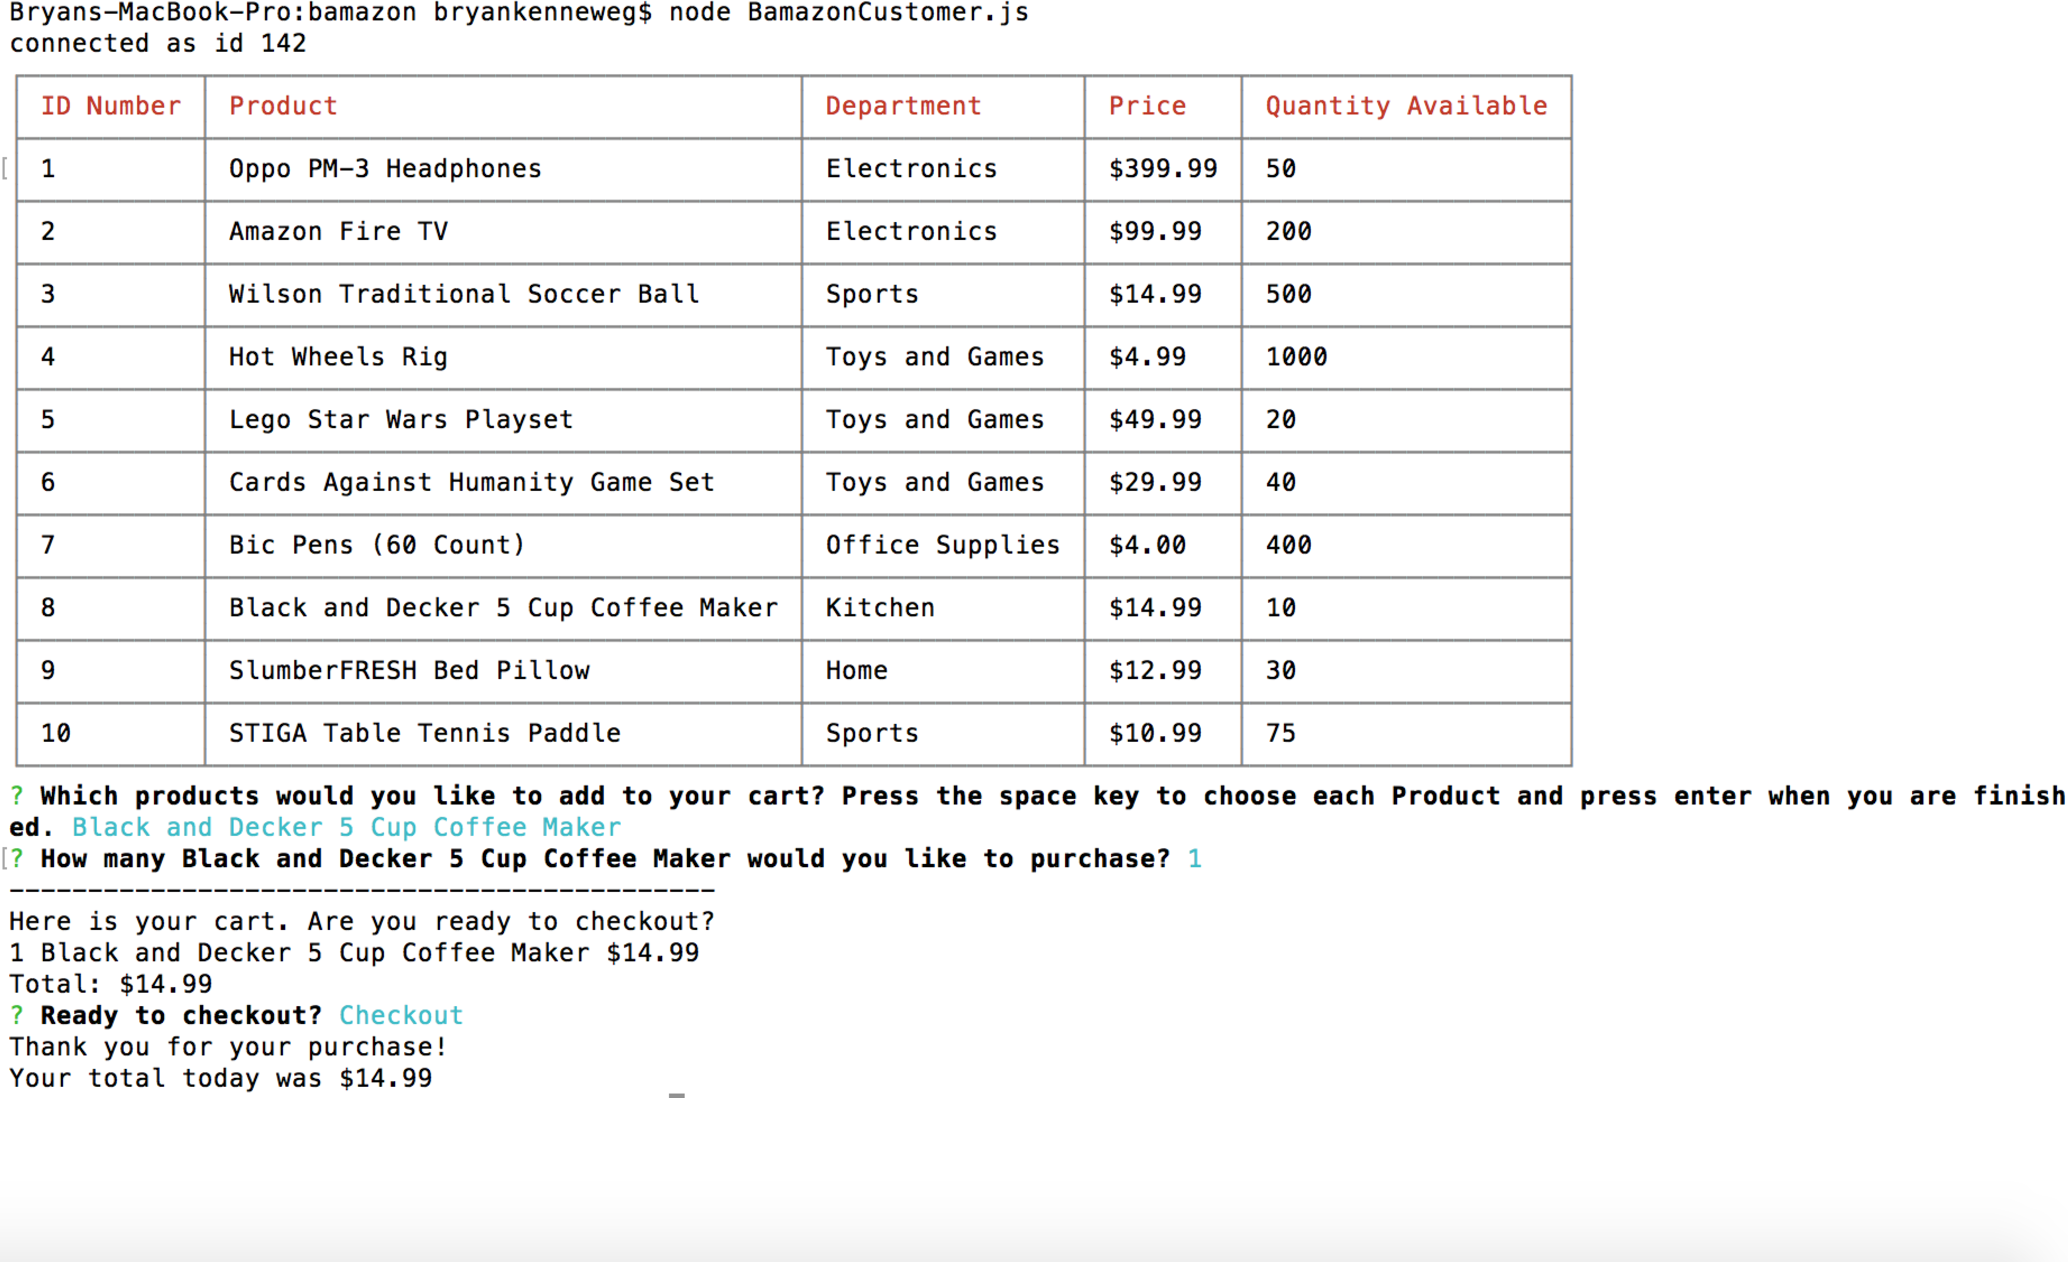 Bryans-MacBook-Pro:bamazon bryankenneweg$ node BamazonCustomer.js
connected as id 142
ID Number Product Department Price Quantity Available
[ 1 Oppo PM-3 Headphones Electronics $399.99 50
2 Amazon Fire TV Electronics $99.99 200
3 Wilson Traditional Soccer Ball Sports $14.99 500
4 Hot Wheels Rig Toys and Games $4.99 1000
5 Lego Star Wars Playset Toys and Games $49.99 20
6 Cards Against Humanity Game Set Toys and Games $29.99 40
7 Bic Pens (60 Count) Office Supplies $4.00 400
8 Black and Decker 5 Cup Coffee Maker Kitchen $14.99 10
9 SlumberFRESH Bed Pillow Home $12.99 30
10 STIGA Table Tennis Paddle Sports $10.99 75
? Which products would you like to add to your cart? Press the space key to choose each Product and press enter when you are finish
ed. Black and Decker 5 Cup Coffee Maker
[? How many Black and Decker 5 Cup Coffee Maker would you like to purchase? 1
---------------------------------------------
Here is your cart. Are you ready to checkout?
1 Black and Decker 5 Cup Coffee Maker $14.99
Total: $14.99
? Ready to checkout? Checkout
Thank you for your purchase!
Your total today was $14.99